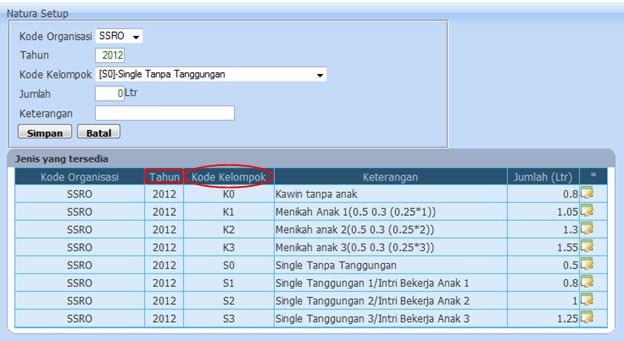 Natura Setup
Kode Organisasi SSRO
Tahun 2012
Kode Kelompok [S0]-Single Tanpa Tanggungan
Jumlah 0 Ltr
Keterangan
Simpan Batal
Jenis yang tersedia
Kode Organisasi Tahun Kode Kelompok Keterangan Jumlah (Ltr) *
SSRO 2012 K0 Kawin tanpa anak 0.8
SSRO 2012 K1 Menikah Anak 1(0.5 0.3 (0.25*1)) 1.05
SSRO 2012 K2 Menikah anak 2(0.5 0.3 (0.25*2)) 1.3
SSRO 2012 K3 Menikah anak 3(0.5 0.3 (0.25*3)) 1.55
SSRO 2012 S0 Single Tanpa Tanggungan 0.5
SSRO 2012 S1 Single Tanggungan 1/Intri Bekerja Anak 1 0.8
SSRO 2012 S2 Single Tanggungan 2/Intri Bekerja Anak 2 1
SSRO 2012 S3 Single Tanggungan 3/Intri Bekerja Anak 3 1.25